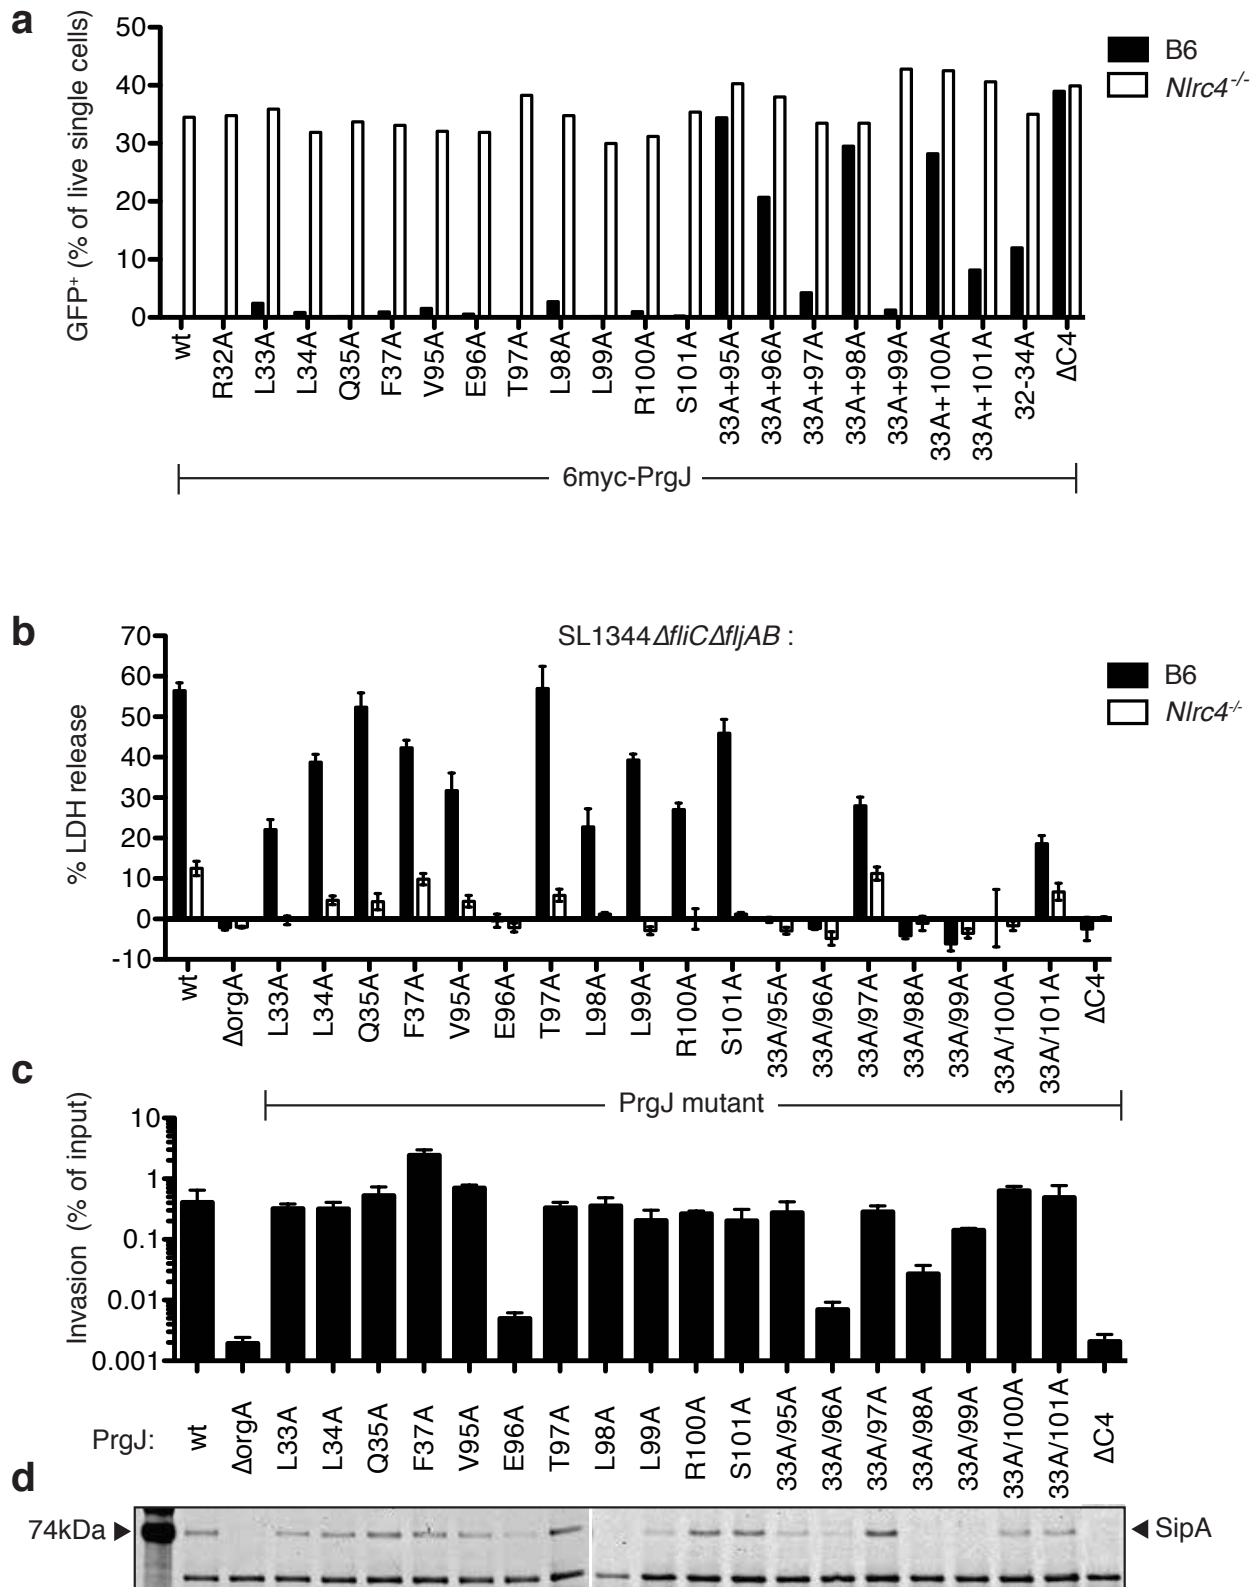 a
GFP+ (% of live single cells)
50
40
30
20
10
0
B6
Nlrc4-/-
wt
R32A
L33A
L34A
Q35A
F37A
V95A
E96A
T97A
L98A
L99A
R100A
S101A
33A+95A
33A+96A
33A+97A
33A+98A
33A+99A
33A+100A
33A+101A
32-34A
ΔC4
6myc-PrgJ
b
SL1344ΔfliCΔfljAB :
% LDH release
70
60
50
40
30
20
10
0
-10
B6
Nlrc4-/-
wt
ΔorgA
L33A
L34A
Q35A
F37A
V95A
E96A
T97A
L98A
L99A
R100A
S101A
33A/95A
33A/96A
33A/97A
33A/98A
33A/99A
33A/100A
33A/101A
ΔC4
PrgJ mutant
c
Invasion (% of input)
10
1
0.1
0.01
0.001
PrgJ:
wt
ΔorgA
L33A
L34A
Q35A
F37A
V95A
E96A
T97A
L98A
L99A
R100A
S101A
33A/95A
33A/96A
33A/97A
33A/98A
33A/99A
33A/100A
33A/101A
ΔC4
d
74kDa
SipA